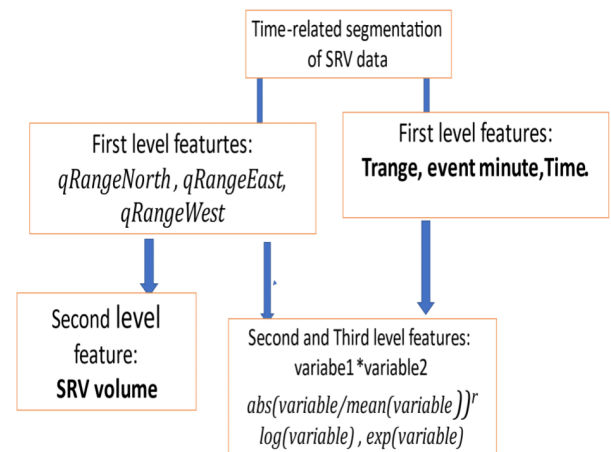 Time-related segmentation
of SRV data
First level featurtes:
qRangeNorth , qRangeEast,
qRangeWest
First level features:
Trange, event minute,Time.
Second level
feature:
SRV volume
Second and Third level features:
variabe1*variable2
abs(variable/mean(variable))^r
log(variable) , exp(variable)